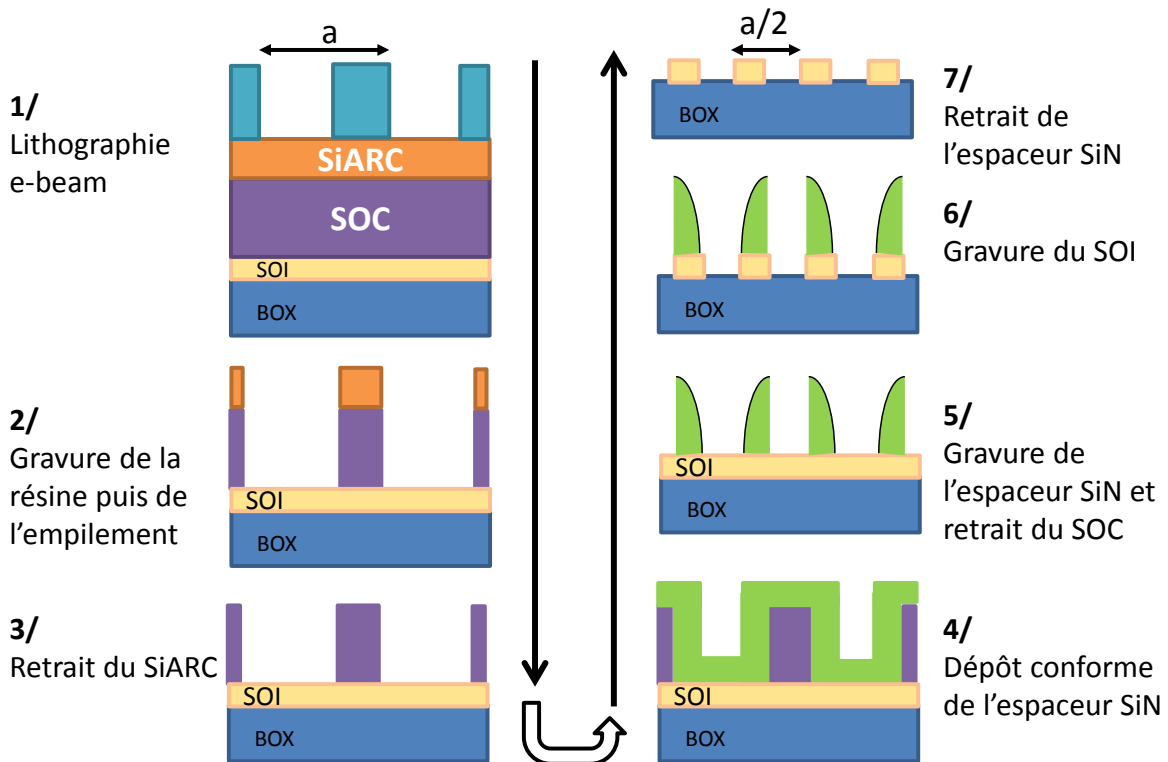 a
1/
Lithographie
e-beam
SiARC
SOC
SOI
BOX
2/
Gravure de la
résine puis de
l’empilement
SOI
BOX
3/
Retrait du SiARC
SOI
BOX
a/2
BOX
7/
Retrait de
l’espaceur SiN
BOX
6/
Gravure du SOI
SOI
BOX
5/
Gravure de
l’espaceur SiN et
retrait du SOC
SOI
BOX
4/
Dépôt conforme
de l’espaceur SiN